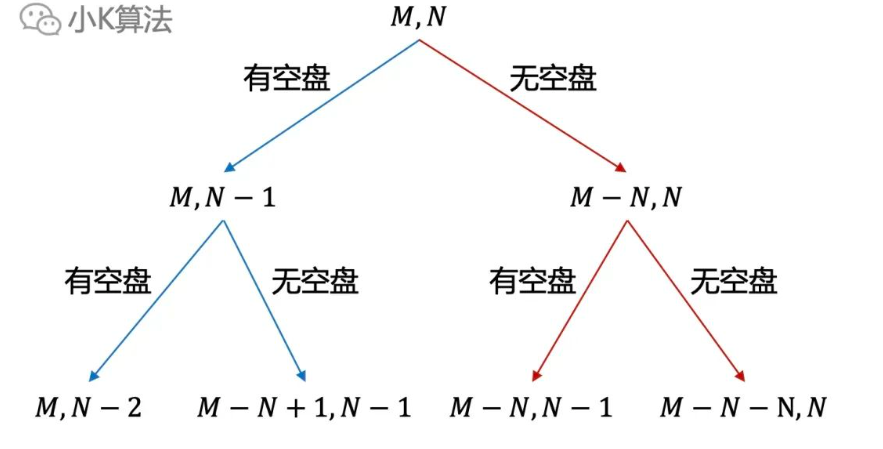 小K算法
M,N
有空盘 无空盘
M,N − 1 M − N,N
有空盘 无空盘 有空盘 无空盘
M,N − 2 M − N + 1,N − 1 M − N,N − 1 M − N − N,N